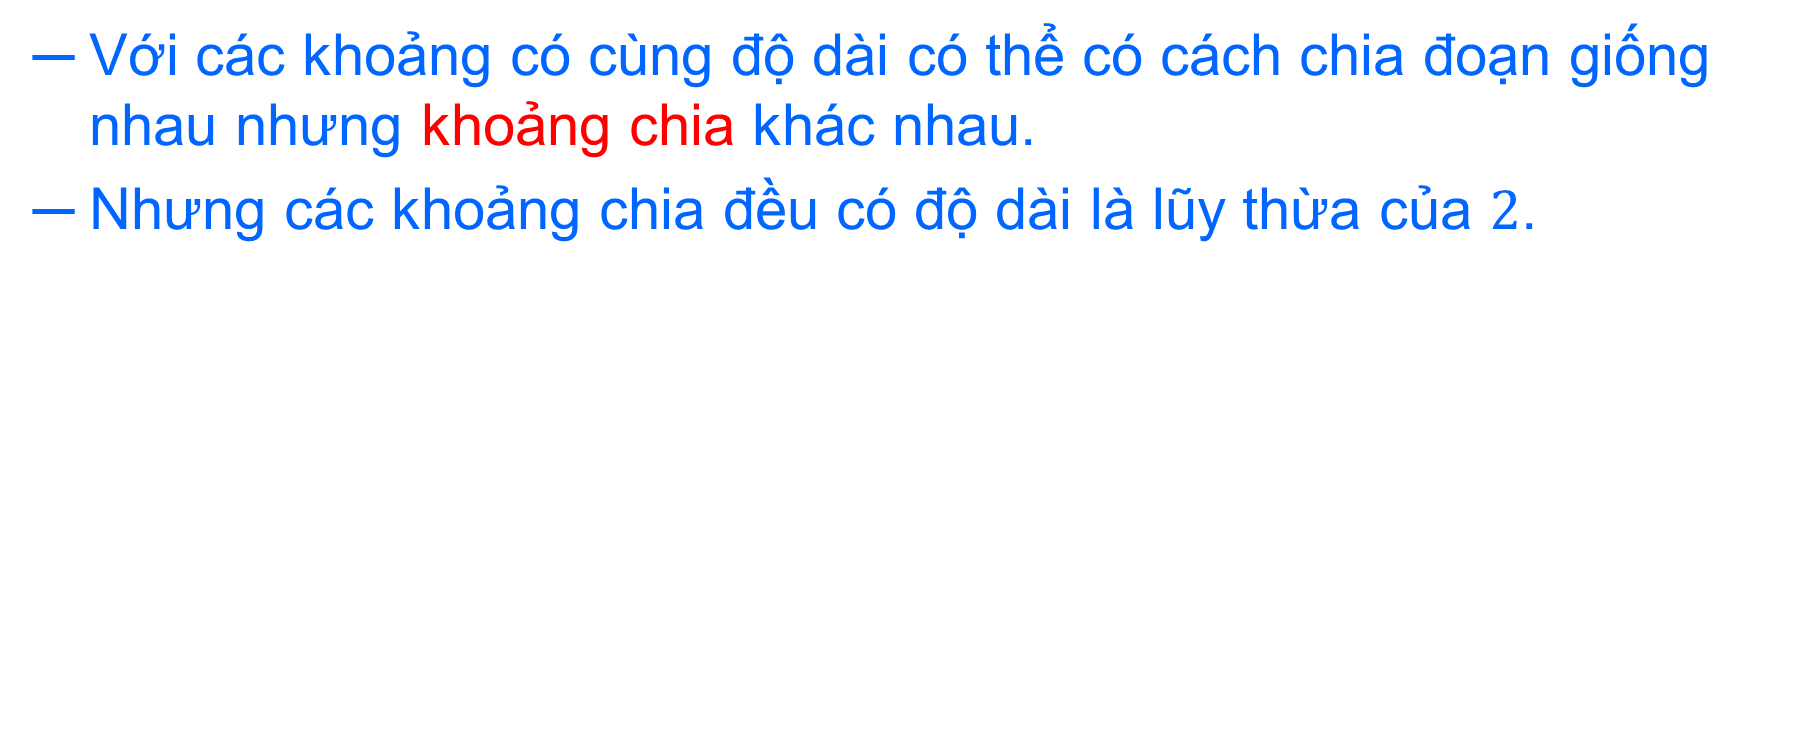 — Với các khoảng có cùng độ dài có thể có cách chia đoạn giống
nhau nhưng khoảng chia khác nhau.
— Nhưng các khoảng chia đều có độ dài là lũy thừa của 2.